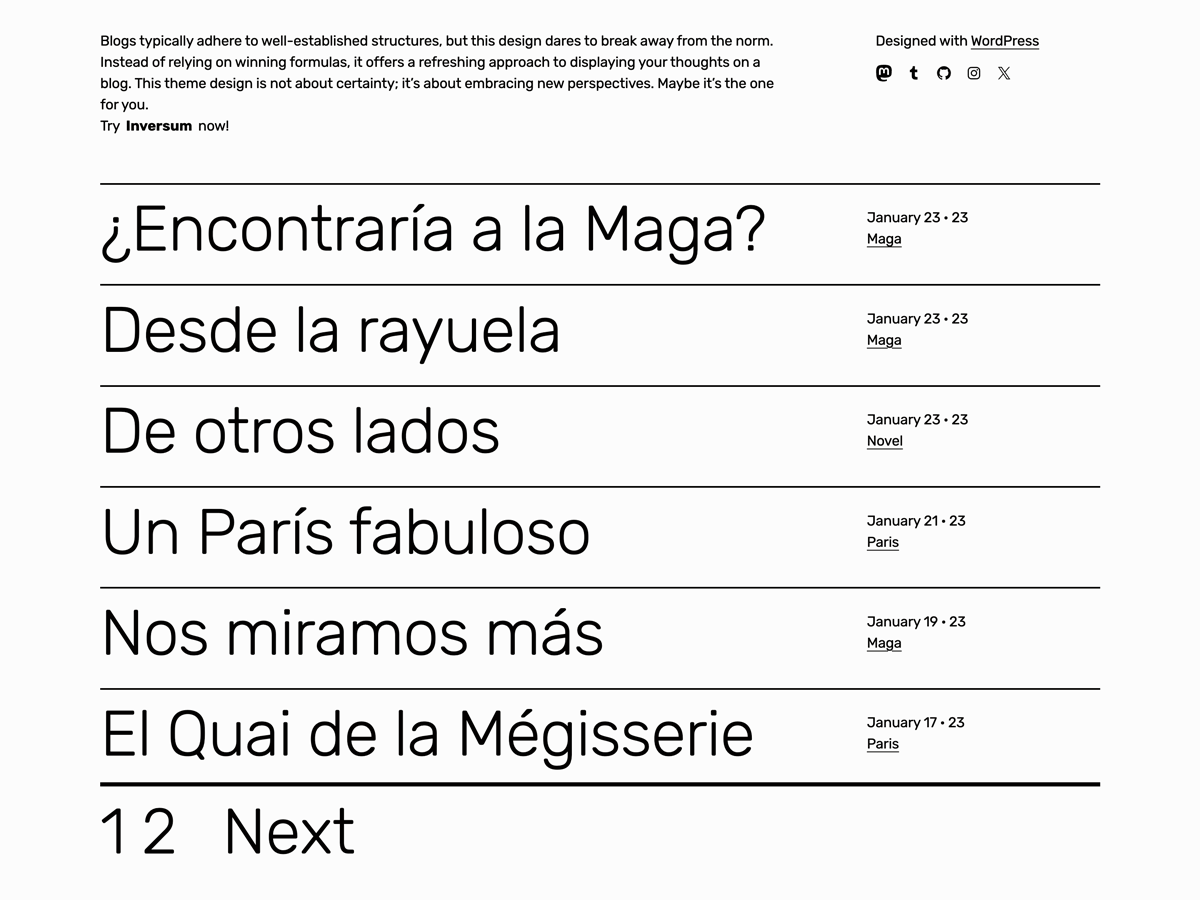 Blogs typically adhere to well-established structures, but this design dares to break away from the norm.
Instead of relying on winning formulas, it offers a refreshing approach to displaying your thoughts on a
blog. This theme design is not about certainty; it’s about embracing new perspectives. Maybe it’s the one
for you.
Try Inversum now!
Designed with WordPress
¿Encontraría a la Maga?
January 23 • 23
Maga
Desde la rayuela
January 23 • 23
Maga
De otros lados
January 23 • 23
Novel
Un París fabuloso
January 21 • 23
Paris
Nos miramos más
January 19 • 23
Maga
El Quai de la Mégisserie
January 17 • 23
Paris
1 2 Next